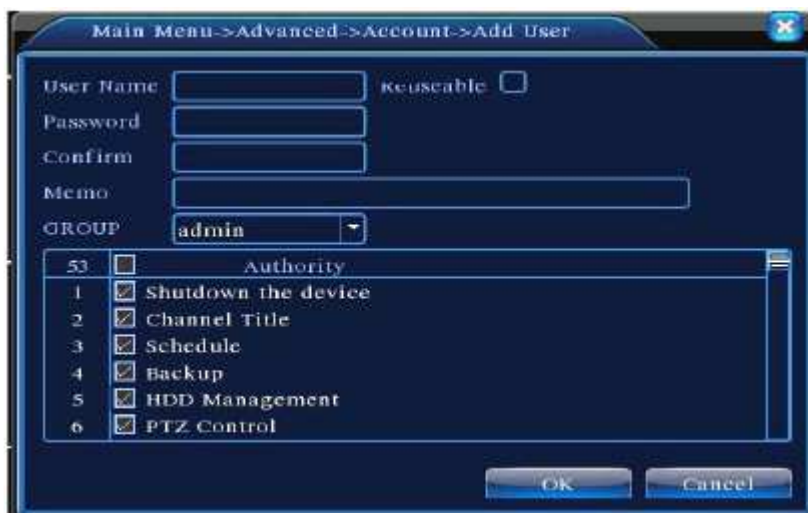 Main Menu->Advanced->Account->Add User
User Name
Reuseable
Password
Confirm
Memo
GROUP
admin
53 Authority
1 Shutdown the device
2 Channel Title
3 Schedule
4 Backup
5 HDD Management
6 PTZ Control
OK Cancel